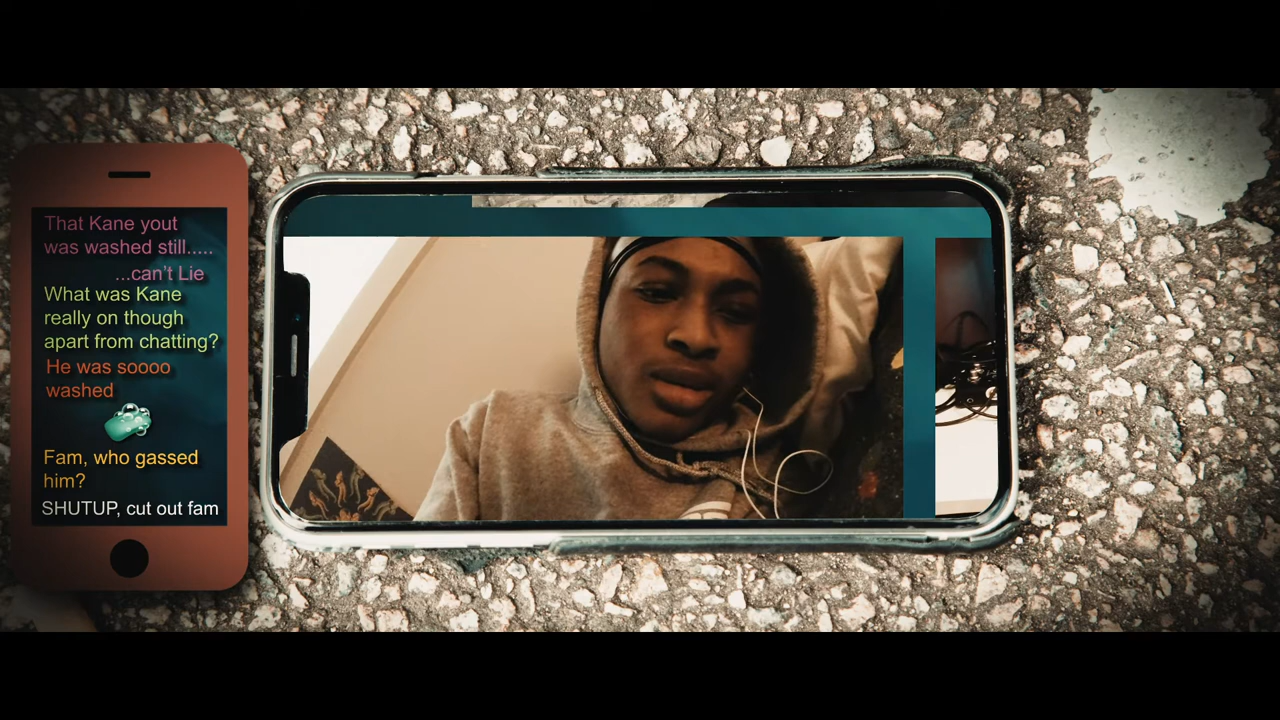 That Kane yout
was washed still.....
...can't Lie
What was Kane
really on though
apart from chatting?
He was soooo
washed
Fam, who gassed
him?
SHUTUP, cut out fam